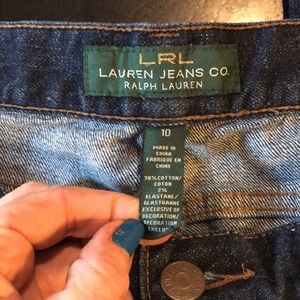 LRL
LAUREN JEANS CO.
RALPH LAUREN
10
MADE IN
CHINA
FABRIQUE EN
CHINE
98%COTTON/
COTON
2%
ELASTANE/
ELASTHANNE
EXCLUSIVE OF
DECORATION/
DECORATION
EXCLU